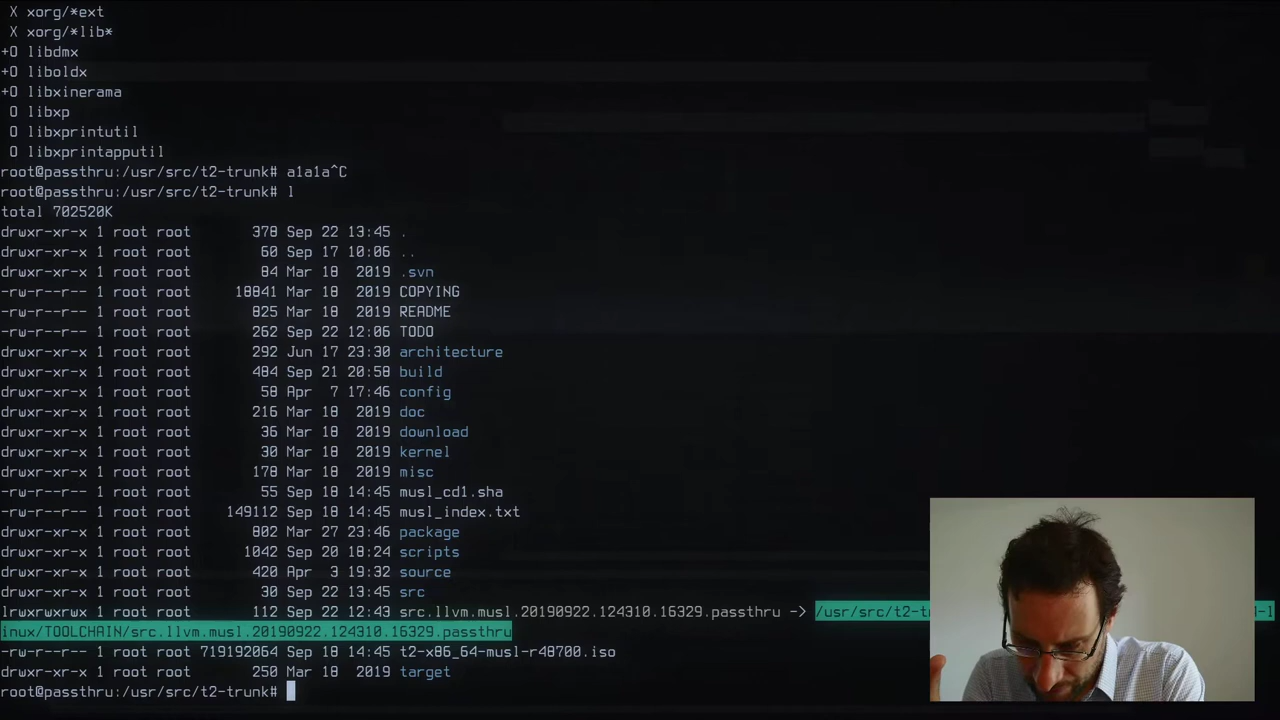 X xorg/*ext
X xorg/*lib*
+O libdmx
+O liboldx
+O libxinerama
O libxp
O libxprintutil
O libxprintapputil
root@passthru:/usr/src/t2-trunk# a1a1a^C
root@passthru:/usr/src/t2-trunk# l
total 702520K
drwxr-xr-x 1 root root 378 Sep 22 13:45 .
drwxr-xr-x 1 root root 60 Sep 17 10:06 ..
drwxr-xr-x 1 root root 84 Mar 18 2019 .svn
-rw-r--r-- 1 root root 18841 Mar 18 2019 COPYING
-rw-r--r-- 1 root root 825 Mar 18 2019 README
-rw-r--r-- 1 root root 262 Sep 22 12:06 TODO
drwxr-xr-x 1 root root 292 Jun 17 23:30 architecture
drwxr-xr-x 1 root root 484 Sep 21 20:58 build
drwxr-xr-x 1 root root 58 Apr 7 17:46 config
drwxr-xr-x 1 root root 216 Mar 18 2019 doc
drwxr-xr-x 1 root root 36 Mar 18 2019 download
drwxr-xr-x 1 root root 30 Mar 18 2019 kernel
drwxr-xr-x 1 root root 178 Mar 18 2019 misc
-rw-r--r-- 1 root root 55 Sep 18 14:45 musl_cd1.sha
-rw-r--r-- 1 root root 149112 Sep 18 14:45 musl_index.txt
drwxr-xr-x 1 root root 802 Mar 27 23:46 package
drwxr-xr-x 1 root root 1042 Sep 20 18:24 scripts
drwxr-xr-x 1 root root 420 Apr 3 19:32 source
drwxr-xr-x 1 root root 30 Sep 22 13:45 src
lrwxrwxrwx 1 root root 112 Sep 22 12:43 src.llvm.musl.20190922.124310.16329.passthru -> /usr/src/t2-
inux/TOOLCHAIN/src.llvm.musl.20190922.124310.16329.passthru
-rw-r--r-- 1 root root 719192064 Sep 18 14:45 t2-x86_64-musl-r48700.iso
drwxr-xr-x 1 root root 250 Mar 18 2019 target
root@passthru:/usr/src/t2-trunk#